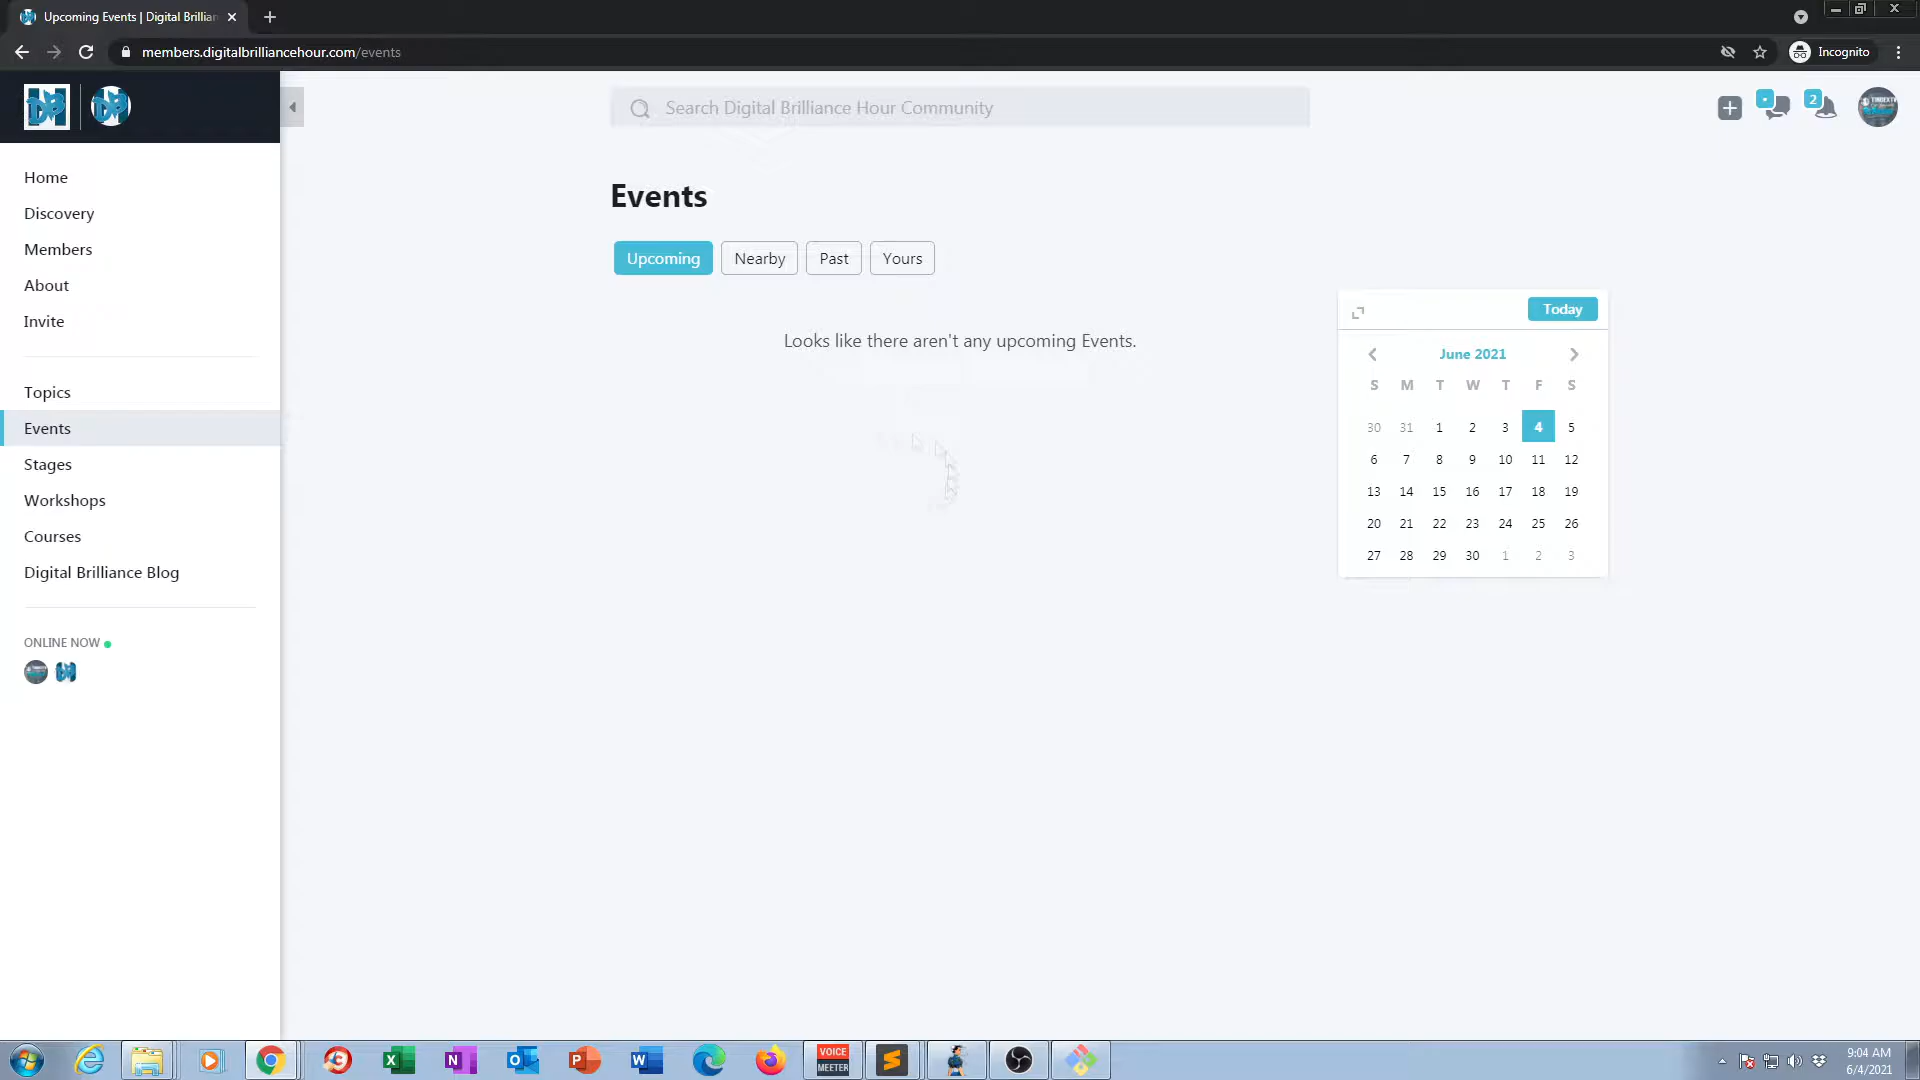 Upcoming Events | Digital Brillian
members.digitalbrilliancehour.com/events
Incognito
Search Digital Brilliance Hour Community
2
Home
Discovery
Members
About
Invite
Topics
Events
Stages
Workshops
Courses
Digital Brilliance Blog
ONLINE NOW
Events
Upcoming
Nearby
Past
Yours
Looks like there aren't any upcoming Events.
Today
June 2021
S M T W T F S
30 31 1 2 3 4 5
6 7 8 9 10 11 12
13 14 15 16 17 18 19
20 21 22 23 24 25 26
27 28 29 30 1 2 3
VOICE
MEETER
9:04 AM
6/4/2021